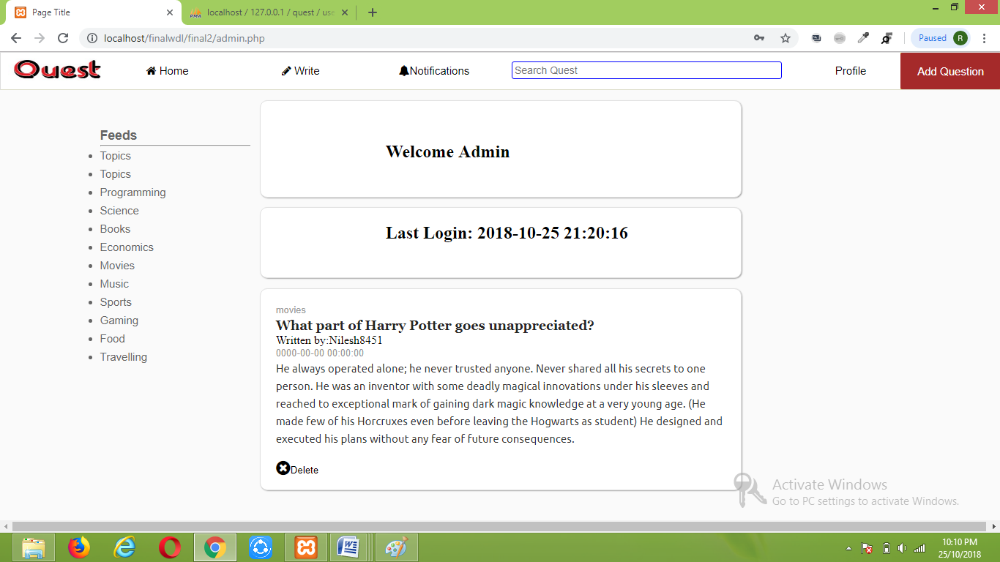 Page Title
localhost / 127.0.0.1 / quest / use
localhost/finalwdl/final2/admin.php
Paused R
Quest
Home
Write
Notifications
Search Quest
Profile
Add Question
Feeds
Topics
Topics
Programming
Science
Books
Economics
Movies
Music
Sports
Gaming
Food
Travelling
Welcome Admin
Last Login: 2018-10-25 21:20:16
movies
What part of Harry Potter goes unappreciated?
Written by:Nilesh8451
0000-00-00 00:00:00
He always operated alone; he never trusted anyone. Never shared all his secrets to one
person. He was an inventor with some deadly magical innovations under his sleeves and
reached to exceptional mark of gaining dark magic knowledge at a very young age. (He
made few of his Horcruxes even before leaving the Hogwarts as student) He designed and
executed his plans without any fear of future consequences.
Delete
Activate Windows
Go to PC settings to activate Windows.
10:10 PM
25/10/2018